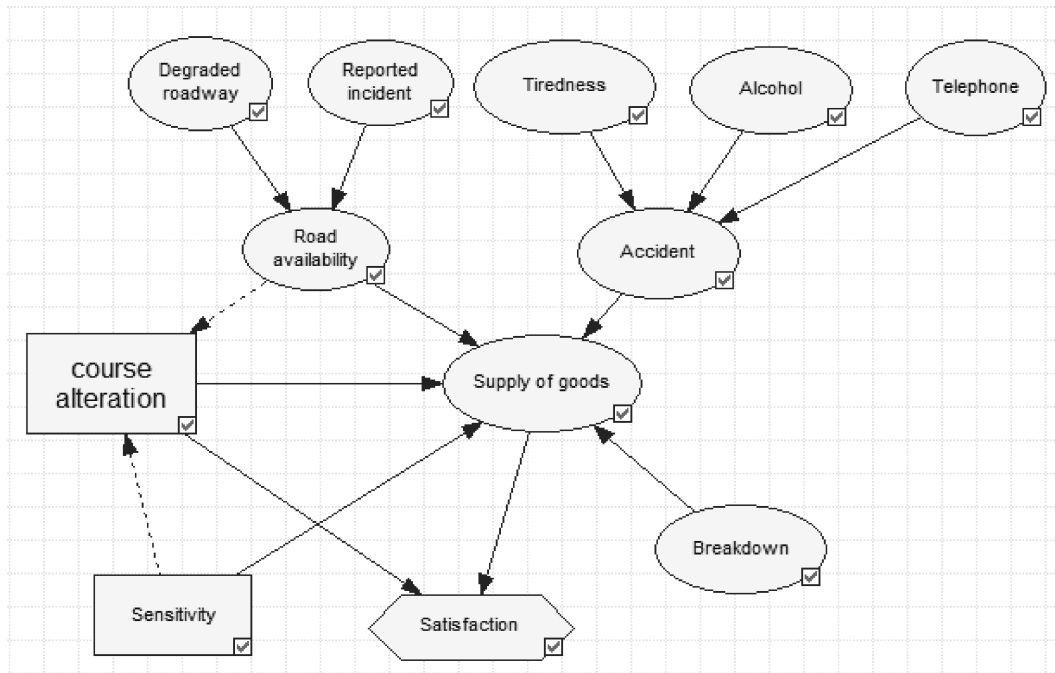 Degraded
roadway
Reported
incident
Tiredness
Alcohol
Telephone
Road
availability
Accident
course
alteration
Supply of goods
Breakdown
Sensitivity
Satisfaction